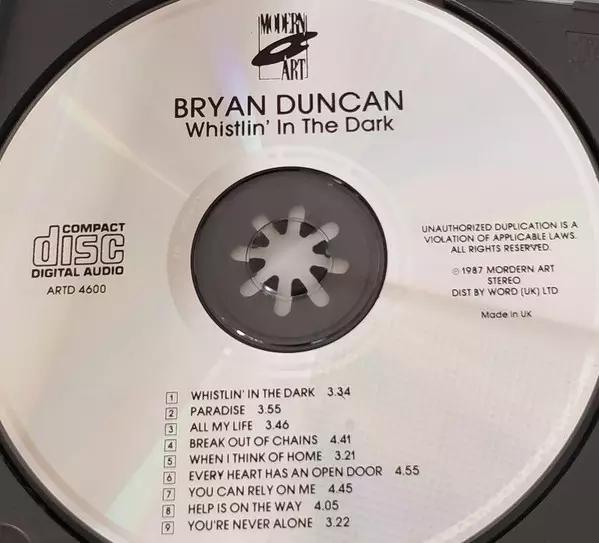 MODERN
ART
BRYAN DUNCAN
Whistlin' In The Dark
COMPACT
disc
DIGITAL AUDIO
ARTD 4600
UNAUTHORIZED DUPLICATION IS A
VIOLATION OF APPLICABLE LAWS.
ALL RIGHTS RESERVED.
℗ 1987 MORDERN ART
STEREO
DIST BY WORD (UK) LTD
Made in UK
1 WHISTLIN' IN THE DARK 3.34
2 PARADISE 3.55
3 ALL MY LIFE 3.46
4 BREAK OUT OF CHAINS 4.41
5 WHEN I THINK OF HOME 3.21
6 EVERY HEART HAS AN OPEN DOOR 4.55
7 YOU CAN RELY ON ME 4.45
8 HELP IS ON THE WAY 4.05
9 YOU'RE NEVER ALONE 3.22